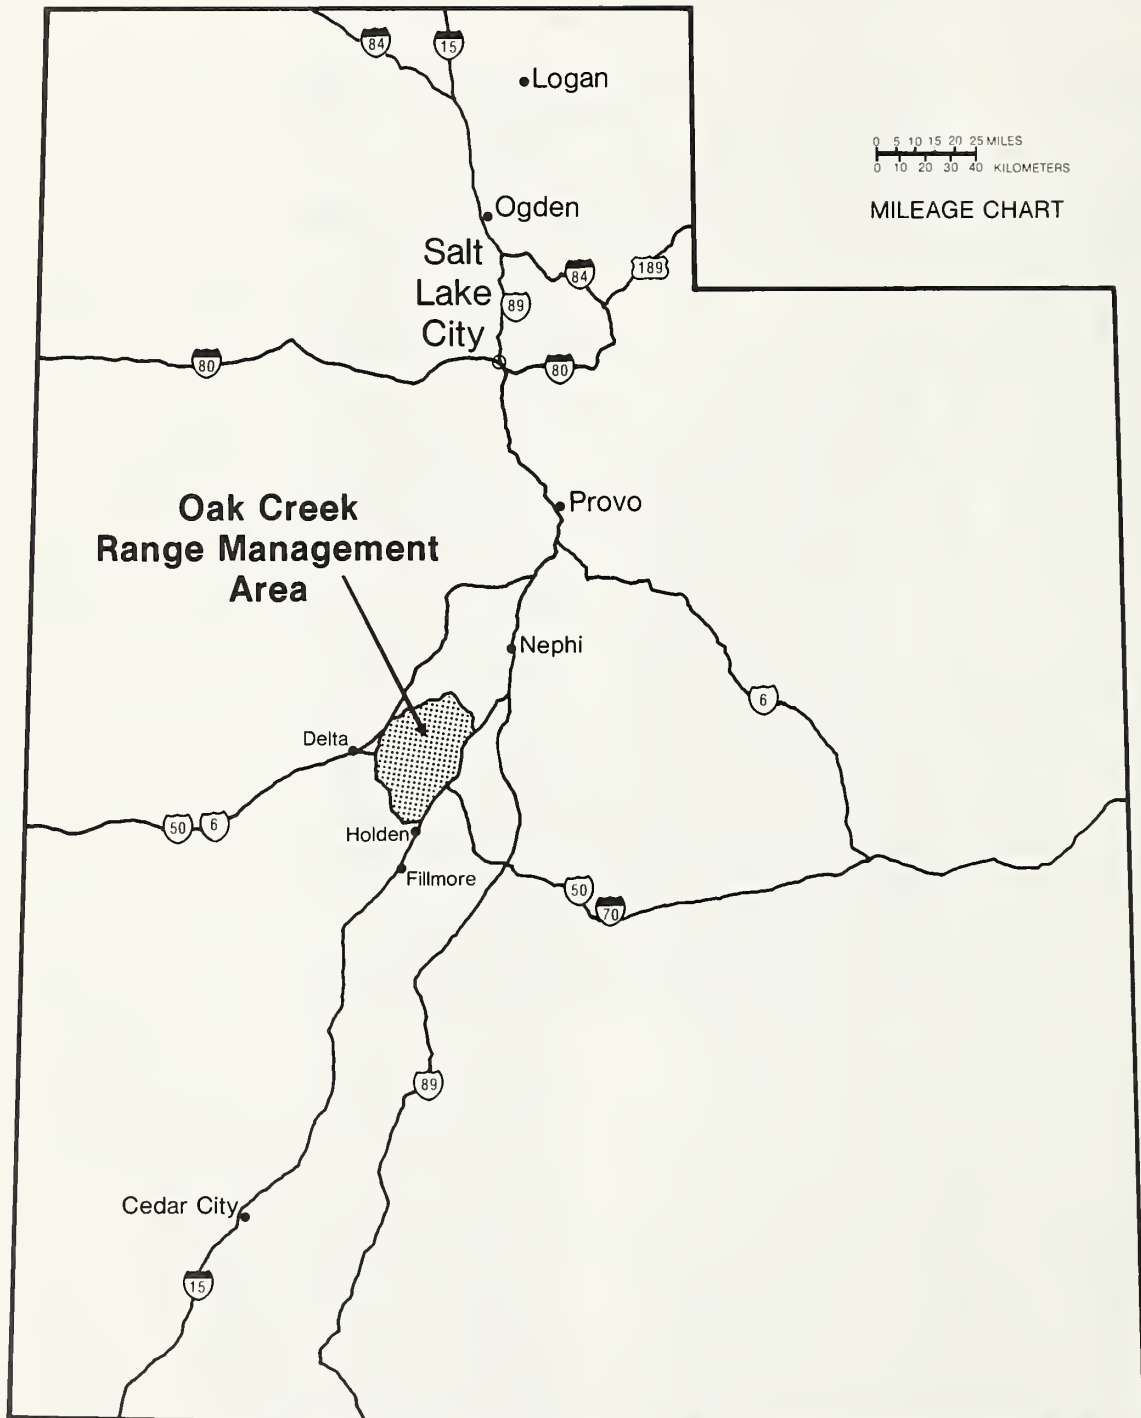 84
15
Logan
0 5 10 15 20 25 MILES
0 10 20 30 40 KILOMETERS
MILEAGE CHART
Ogden
Salt
Lake
City
84
189
89
80
80
Oak Creek
Range Management
Area
Provo
Nephi
6
Delta
50
6
Holden
Fillmore
50
70
89
Cedar City
15